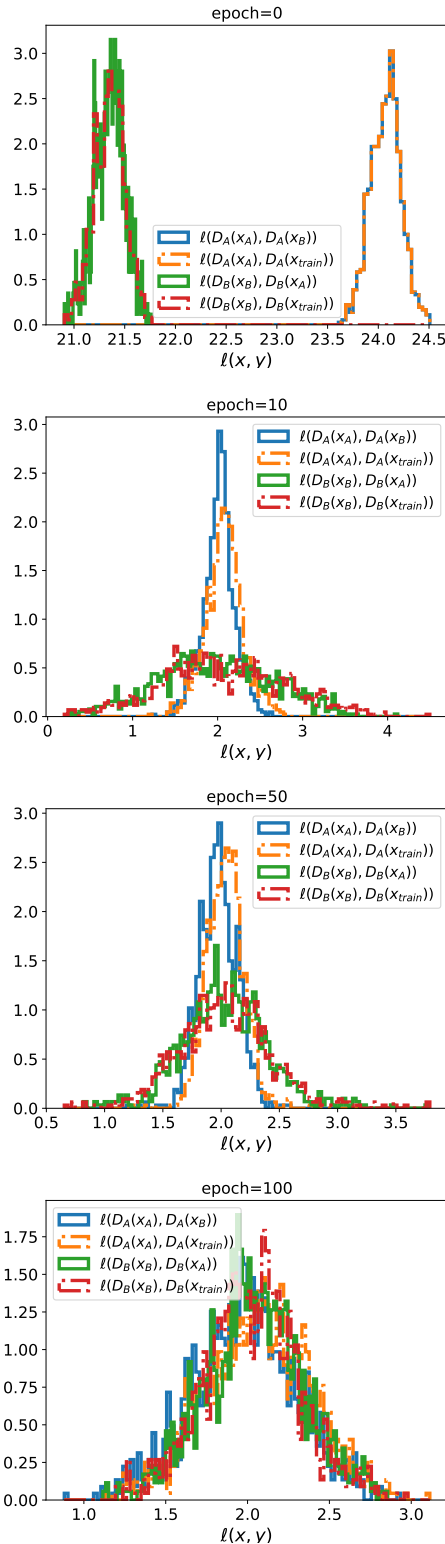 epoch=0
3.0
2.5
2.0
1.5
1.0
0.5
0.0
ℓ(D_A(x_A), D_A(x_B))
ℓ(D_A(x_A), D_A(x_train))
ℓ(D_B(x_B), D_B(x_A))
ℓ(D_B(x_B), D_B(x_train))
21.0 21.5 22.0 22.5 23.0 23.5 24.0 24.5
ℓ(x, y)
epoch=10
3.0
2.5
2.0
1.5
1.0
0.5
0.0
ℓ(D_A(x_A), D_A(x_B))
ℓ(D_A(x_A), D_A(x_train))
ℓ(D_B(x_B), D_B(x_A))
ℓ(D_B(x_B), D_B(x_train))
0 1 2 3 4
ℓ(x, y)
epoch=50
3.0
2.5
2.0
1.5
1.0
0.5
0.0
ℓ(D_A(x_A), D_A(x_B))
ℓ(D_A(x_A), D_A(x_train))
ℓ(D_B(x_B), D_B(x_A))
ℓ(D_B(x_B), D_B(x_train))
0.5 1.0 1.5 2.0 2.5 3.0 3.5
ℓ(x, y)
epoch=100
1.75
1.50
1.25
1.00
0.75
0.50
0.25
0.00
ℓ(D_A(x_A), D_A(x_B))
ℓ(D_A(x_A), D_A(x_train))
ℓ(D_B(x_B), D_B(x_A))
ℓ(D_B(x_B), D_B(x_train))
1.0 1.5 2.0 2.5 3.0
ℓ(x, y)